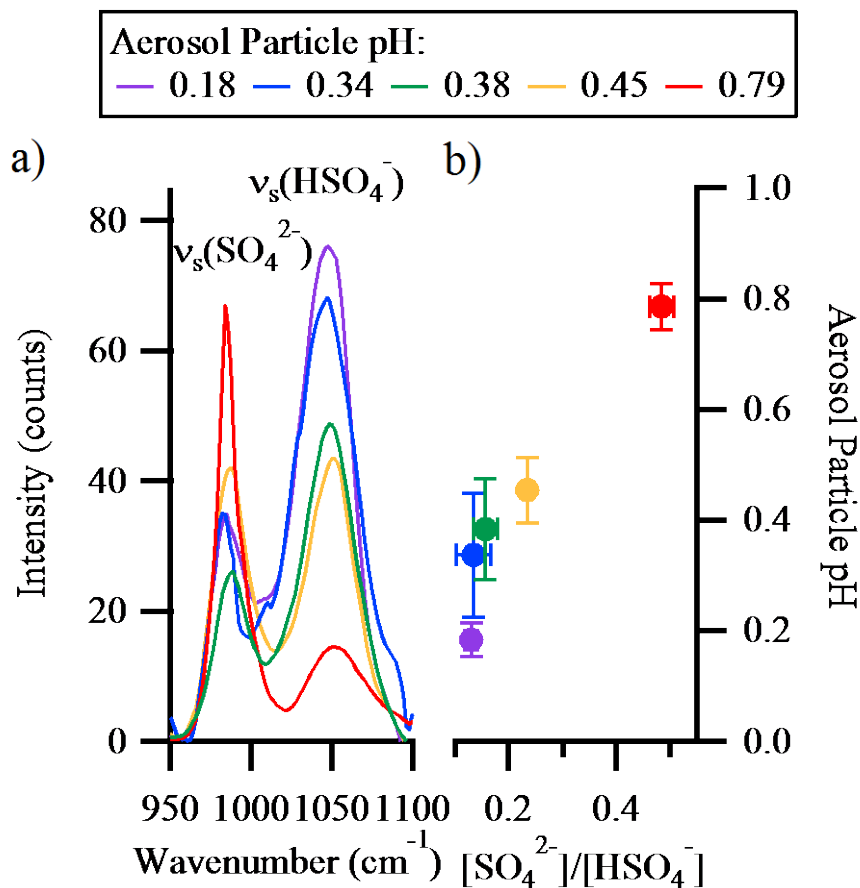 Aerosol Particle pH:
0.18 0.34 0.38 0.45 0.79
a)
b)
νs(HSO4-)
νs(SO42-)
80
60
40
20
0
Intensity (counts)
950 1000 1050 1100
Wavenumber (cm-1)
1.0
0.8
0.6
0.4
0.2
0.0
Aerosol Particle pH
0.2 0.4
[SO42-]/[HSO4-]